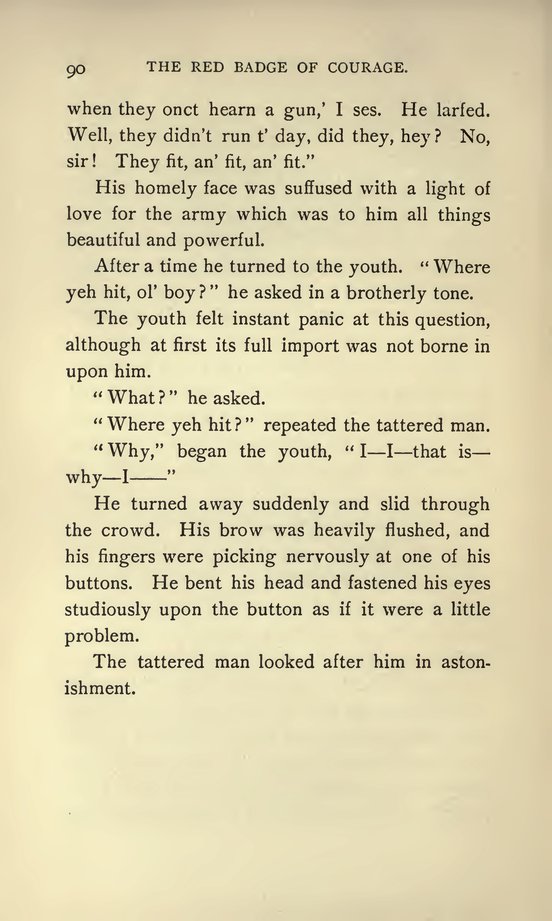 90 THE RED BADGE OF COURAGE.
when they onct hearn a gun,' I ses. He larfed.
Well, they didn't run t' day, did they, hey? No,
sir! They fit, an' fit, an' fit."
His homely face was suffused with a light of
love for the army which was to him all things
beautiful and powerful.
After a time he turned to the youth. "Where
yeh hit, ol' boy?" he asked in a brotherly tone.
The youth felt instant panic at this question,
although at first its full import was not borne in
upon him.
"What?" he asked.
"Where yeh hit?" repeated the tattered man.
"Why," began the youth, "I—I—that is—
why—I——"
He turned away suddenly and slid through
the crowd. His brow was heavily flushed, and
his fingers were picking nervously at one of his
buttons. He bent his head and fastened his eyes
studiously upon the button as if it were a little
problem.
The tattered man looked after him in aston-
ishment.